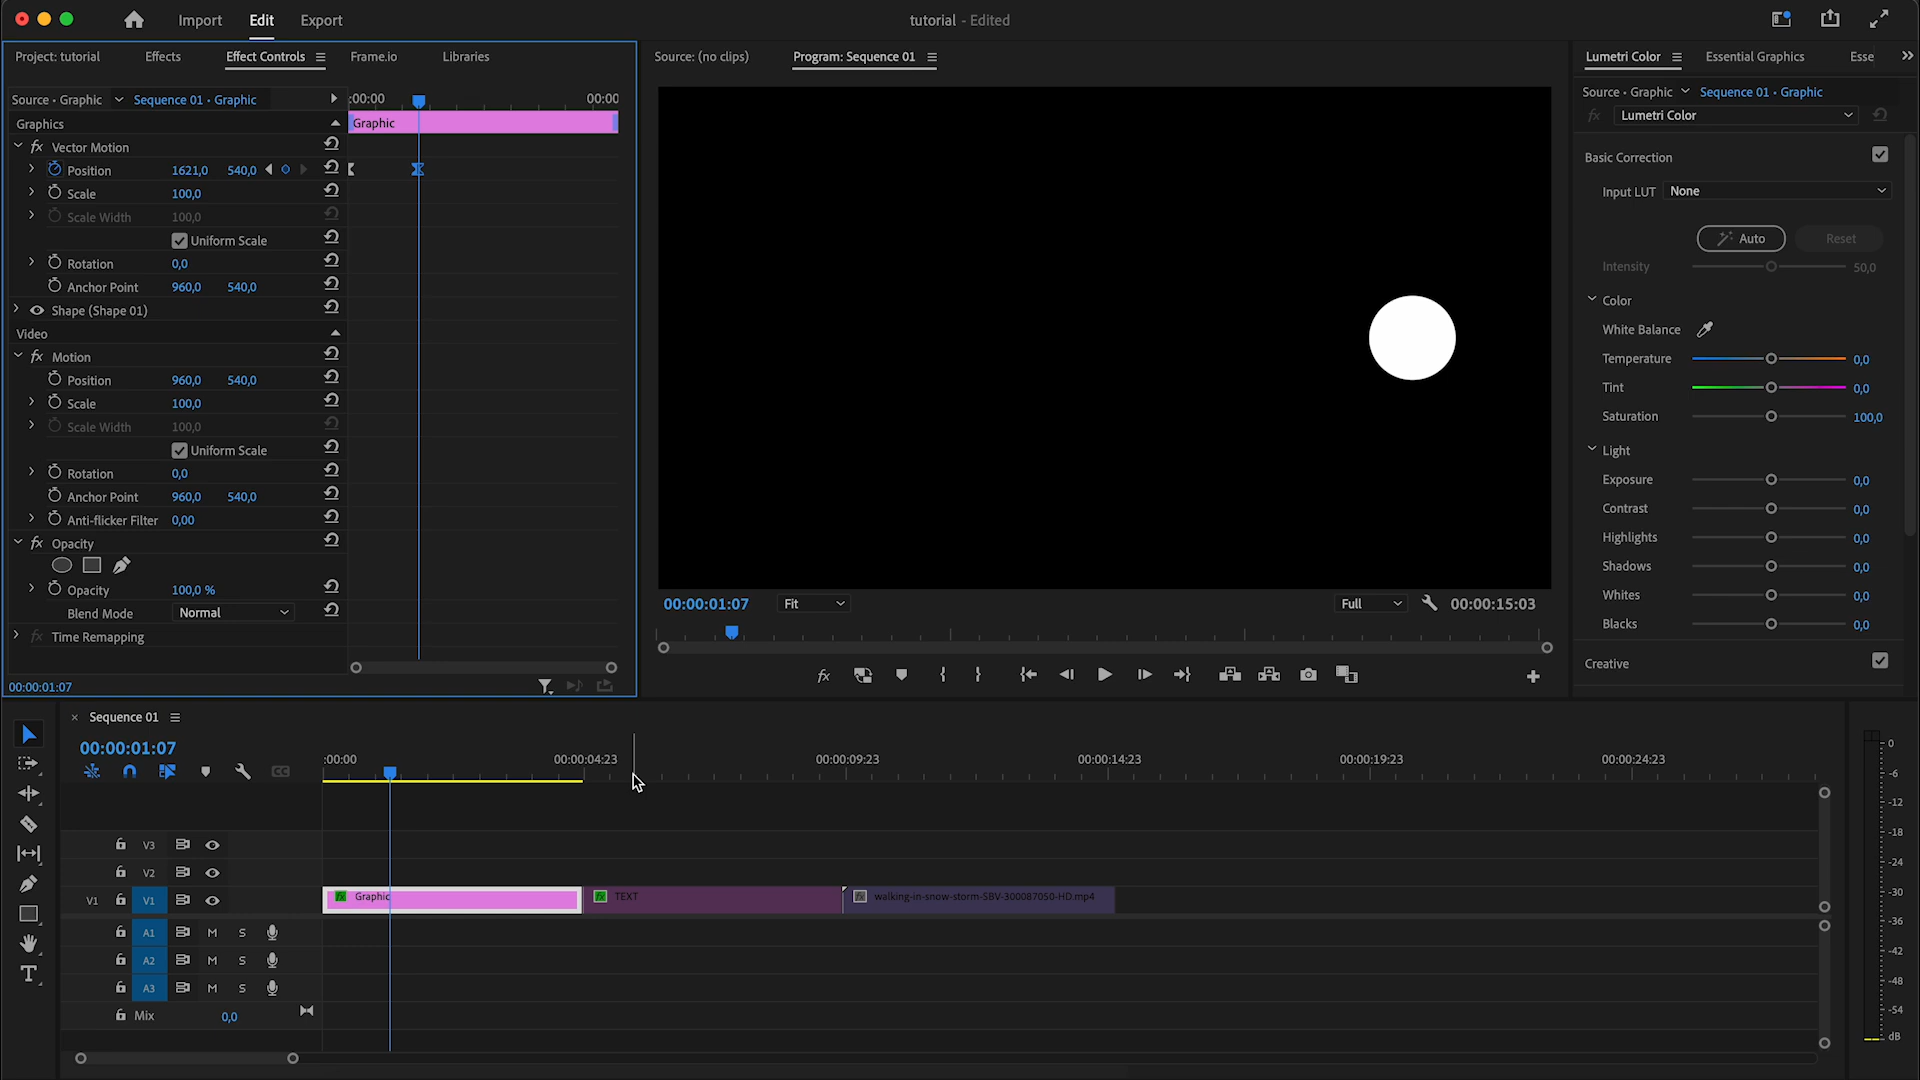 Import Edit Export
tutorial - Edited
Project: tutorial Effects Effect Controls Frame.io Libraries
Source • Graphic Sequence 01 • Graphic
:00:00 00:00
Graphics
Graphic
fx Vector Motion
Position 1621,0 540,0
Scale 100,0
Scale Width 100,0
Uniform Scale
Rotation 0,0
Anchor Point 960,0 540,0
Shape (Shape 01)
Video
fx Motion
Position 960,0 540,0
Scale 100,0
Scale Width 100,0
Uniform Scale
Rotation 0,0
Anchor Point 960,0 540,0
Anti-flicker Filter 0,00
fx Opacity
Opacity 100,0 %
Blend Mode Normal
fx Time Remapping
00:00:01:07
Source: (no clips) Program: Sequence 01
00:00:01:07 Fit Full 00:00:15:03
fx
Lumetri Color Essential Graphics Esse
Source • Graphic Sequence 01 • Graphic
fx Lumetri Color
Basic Correction
Input LUT None
Auto Reset
Intensity 50,0
Color
White Balance
Temperature 0,0
Tint 0,0
Saturation 100,0
Light
Exposure 0,0
Contrast 0,0
Highlights 0,0
Shadows 0,0
Whites 0,0
Blacks 0,0
Creative
× Sequence 01
00:00:01:07
:00:00 00:00:04:23 00:00:09:23 00:00:14:23 00:00:19:23 00:00:24:23
V3
V2
V1 V1
fx Graphic fx TEXT fx walking-in-snow-storm-SBV-300087050-HD.mp4
A1 M S
A2 M S
A3 M S
Mix 0,0
T
0
-6
-12
-18
-24
-30
-36
-42
-48
-54
dB